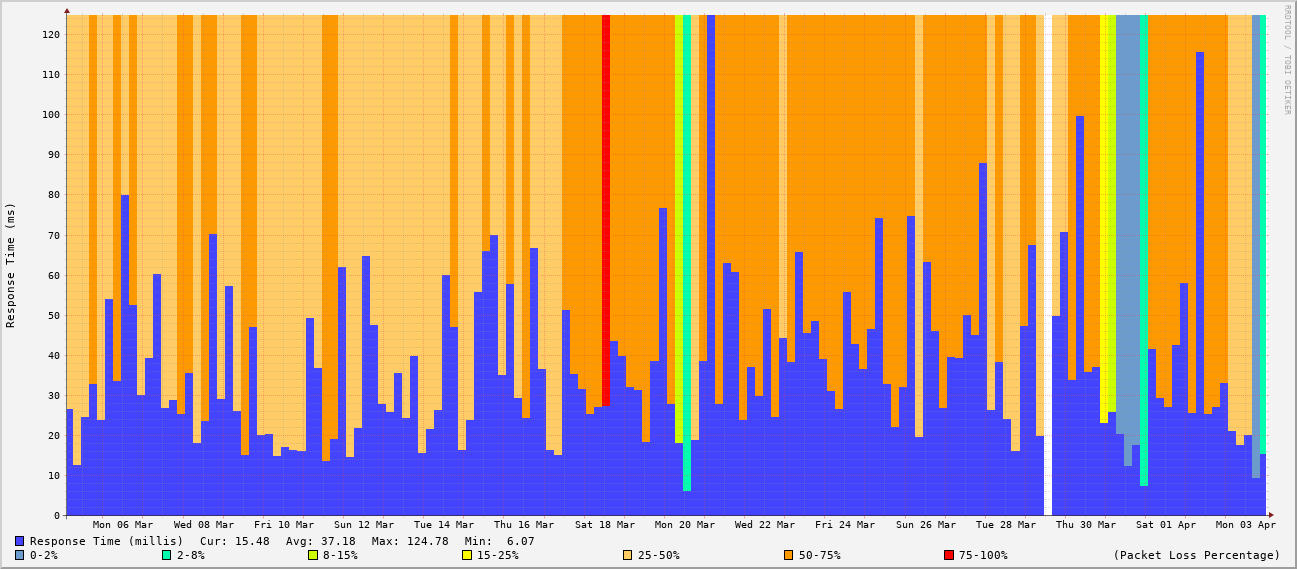 RRDTOOL / TOBI OETIKER
Response Time (ms)
120
110
100
90
80
70
60
50
40
30
20
10
0
Mon 06 Mar Wed 08 Mar Fri 10 Mar Sun 12 Mar Tue 14 Mar Thu 16 Mar Sat 18 Mar Mon 20 Mar Wed 22 Mar Fri 24 Mar Sun 26 Mar Tue 28 Mar Thu 30 Mar Sat 01 Apr Mon 03 Apr
Response Time (millis) Cur: 15.48 Avg: 37.18 Max: 124.78 Min: 6.07
0-2% 2-8% 8-15% 15-25% 25-50% 50-75% 75-100% (Packet Loss Percentage)